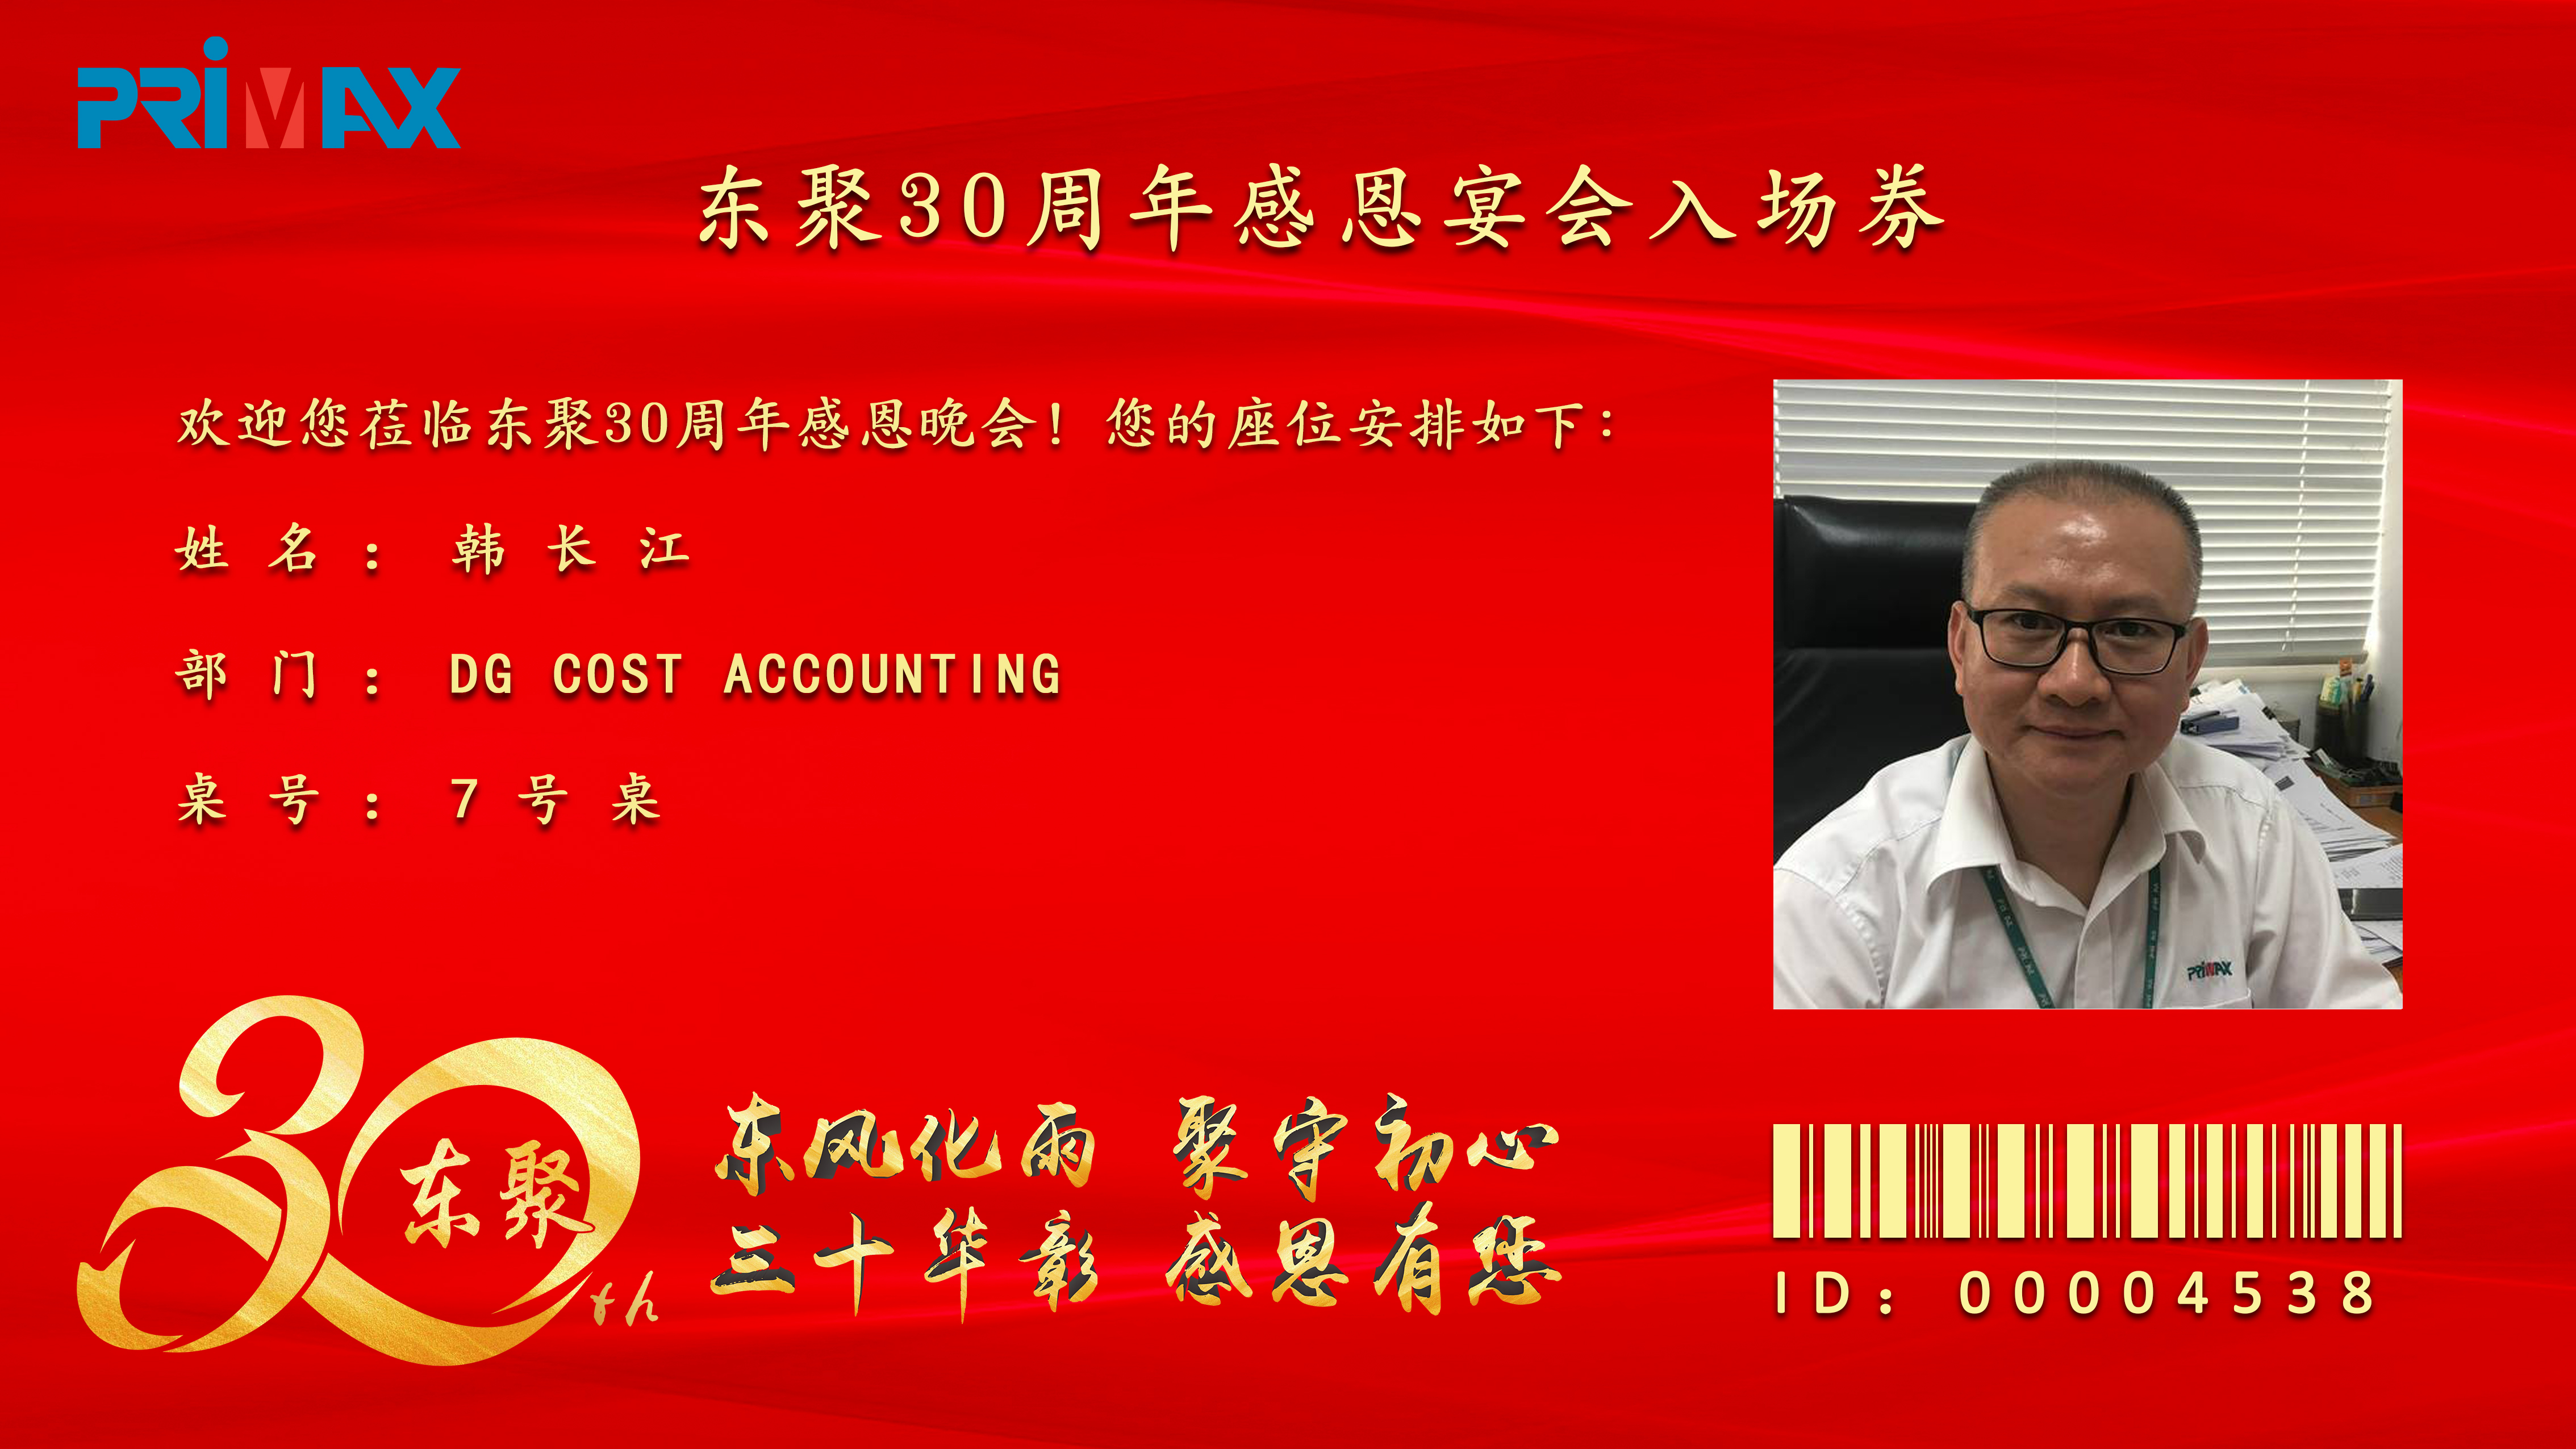 PRiMAX
东聚30周年感恩宴会入场券
欢迎您莅临东聚30周年感恩晚会！您的座位安排如下：
姓名：韩长江
部门：DG COST ACCOUNTING
桌号：7号桌
PRiMAX
30th
东聚
东风化雨 聚守初心
三十华彰 感恩有您
ID：00004538